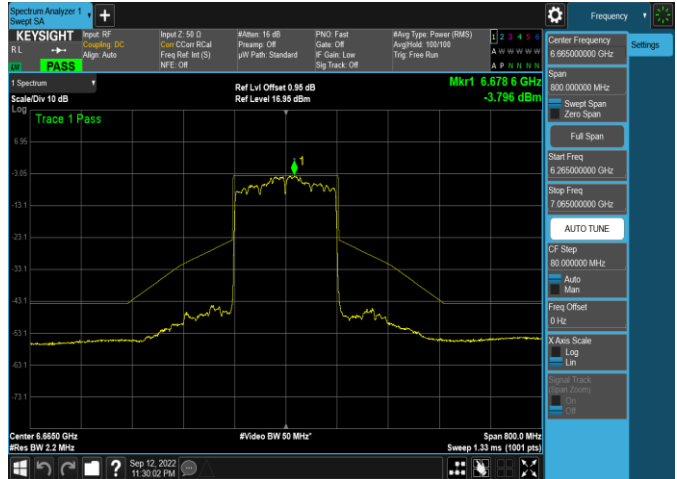 Spectrum Analyzer 1
Swept SA
+
Frequency
KEYSIGHT
RL
LXI
PASS
Input: RF
Coupling: DC
Align: Auto
Input Z: 50 Ω
Corr CCorr RCal
Freq Ref: Int (S)
NFE: Off
#Atten: 16 dB
Preamp: Off
µW Path: Standard
PNO: Fast
Gate: Off
IF Gain: Low
Sig Track: Off
#Avg Type: Power (RMS)
Avg|Hold: 100/100
Trig: Free Run
1 2 3 4 5 6
A W W W W W
A P N N N N
Center Frequency
6.665000000 GHz
Settings
Span
800.000000 MHz
Swept Span
Zero Span
Full Span
Start Freq
6.265000000 GHz
Stop Freq
7.065000000 GHz
AUTO TUNE
CF Step
80.000000 MHz
Auto
Man
Freq Offset
0 Hz
X Axis Scale
Log
Lin
Signal Track
(Span Zoom)
On
Off
1 Spectrum
Scale/Div 10 dB
Log
Ref Lvl Offset 0.95 dB
Ref Level 16.95 dBm
Mkr1 6.678 6 GHz
-3.796 dBm
Trace 1 Pass
1
6.95
-3.05
-13.1
-23.1
-33.1
-43.1
-53.1
-63.1
-73.1
Center 6.6650 GHz
#Res BW 2.2 MHz
#Video BW 50 MHz*
Span 800.0 MHz
Sweep 1.33 ms (1001 pts)
?
Sep 12, 2022
11:30:02 PM